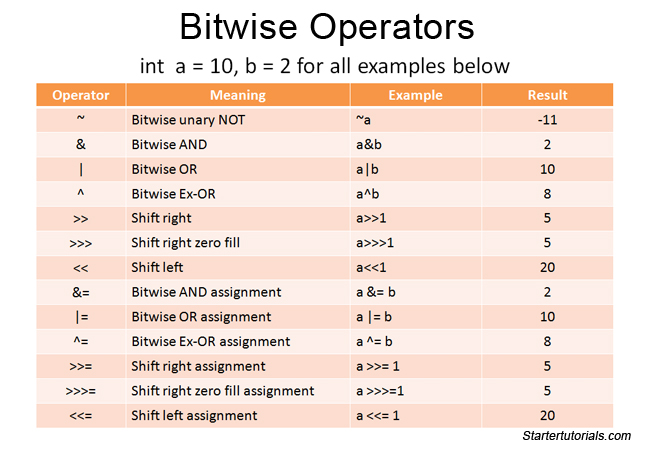 Bitwise Operators
int a = 10, b = 2 for all examples below
Operator Meaning Example Result
~ Bitwise unary NOT ~a -11
& Bitwise AND a&b 2
| Bitwise OR a|b 10
^ Bitwise Ex-OR a^b 8
>> Shift right a>>1 5
>>> Shift right zero fill a>>>1 5
<< Shift left a<<1 20
&= Bitwise AND assignment a &= b 2
|= Bitwise OR assignment a |= b 10
^= Bitwise Ex-OR assignment a ^= b 8
>>= Shift right assignment a >>= 1 5
>>>= Shift right zero fill assignment a >>>=1 5
<<= Shift left assignment a <<= 1 20
Startertutorials.com